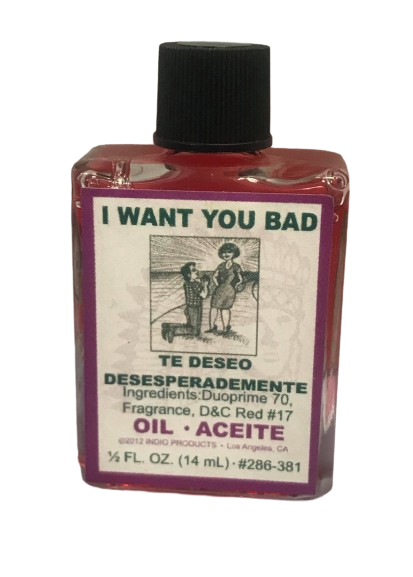 I WANT YOU BAD
TE DESEO
DESESPERADEMENTE
Ingredients:Duoprime 70,
Fragrance, D&C Red #17
OIL · ACEITE
©2012 INDIO PRODUCTS · Los Angeles, CA
½ FL. OZ. (14 mL) · #286-381